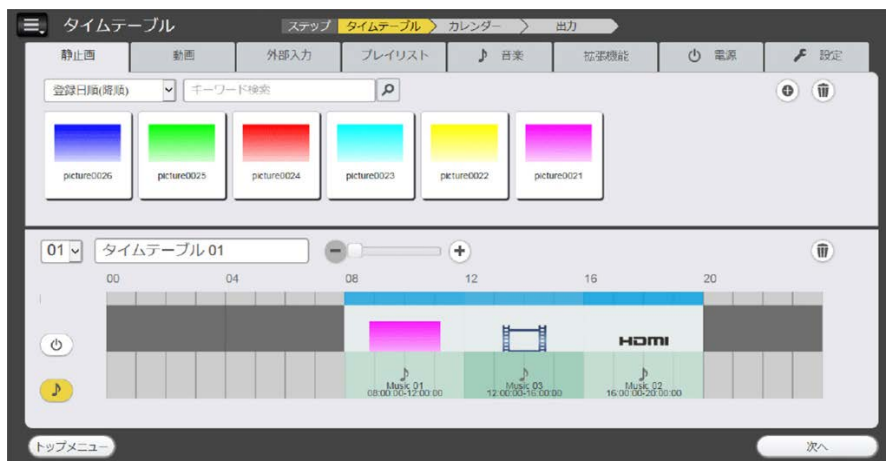 タイムテーブル
ステップ タイムテーブル カレンダー 出力
静止画 動画 外部入力 プレイリスト 音楽 拡張機能 電源 設定
登録日順(降順) キーワード検索
picture0026 picture0025 picture0024 picture0023 picture0022 picture0021
01 タイムテーブル 01
00 04 08 12 16 20
HDMI
Music 01 Music 03 Music 02
08:00:00-12:00:00 12:00:00-16:00:00 16:00:00-20:00:00
トップメニュー 次へ